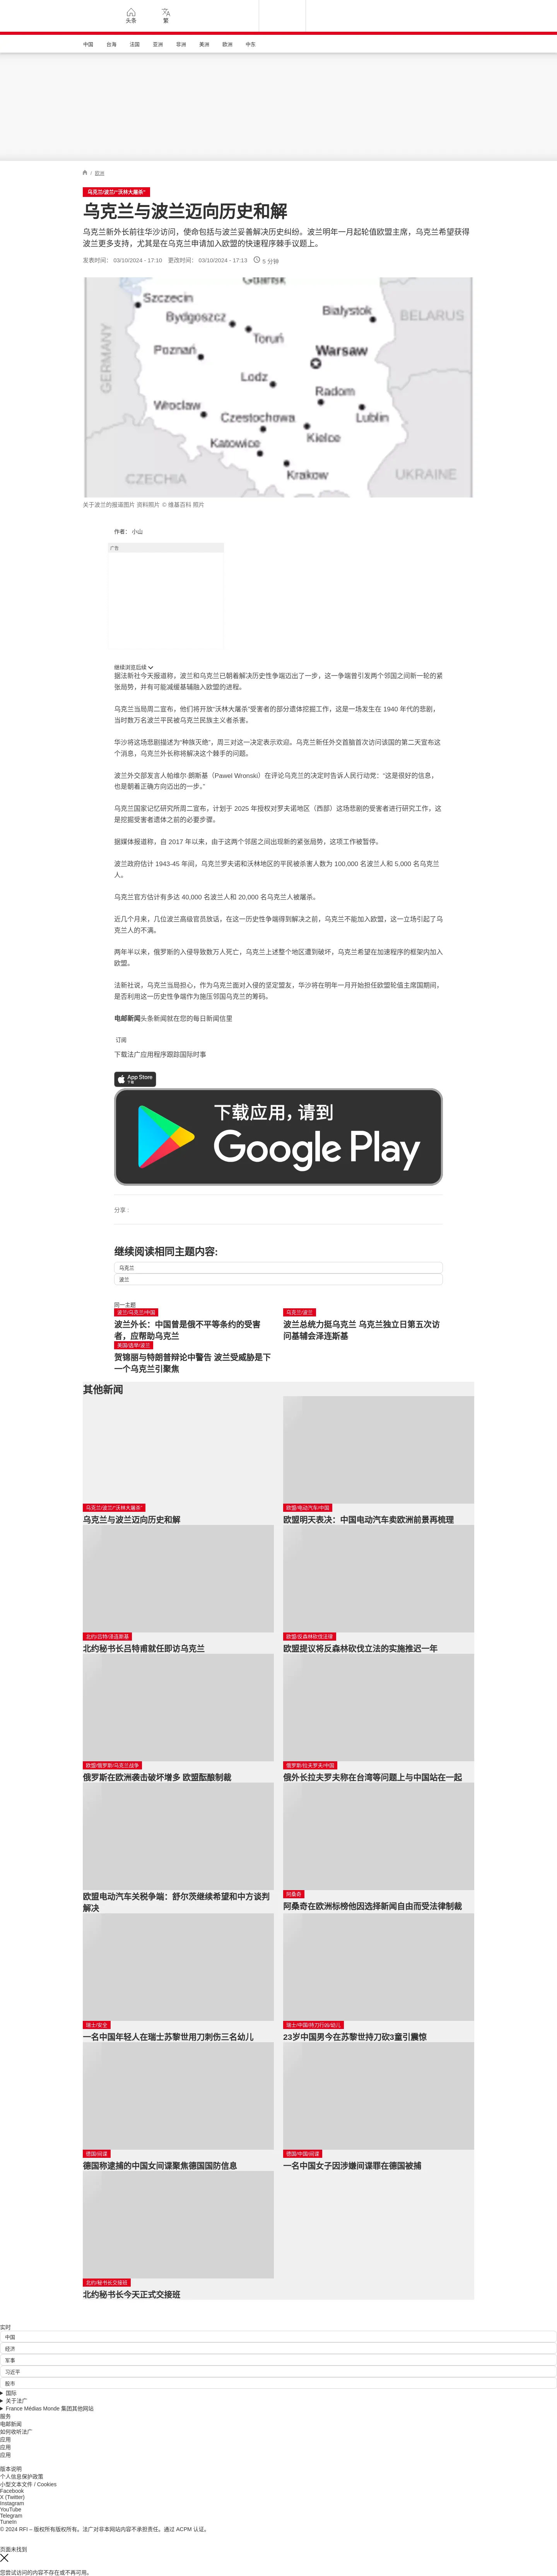 头条
繁
中国
台海
法国
亚洲
非洲
美洲
欧洲
中东
/ 欧洲
乌克兰/波兰/“沃林大屠杀”
乌克兰与波兰迈向历史和解
乌克兰新外长前往华沙访问，使命包括与波兰妥善解决历史纠纷。波兰明年一月起轮值欧盟主席，乌克兰希望获得
波兰更多支持，尤其是在乌克兰申请加入欧盟的快速程序棘手议题上。
发表时间： 03/10/2024 - 17:10 更改时间： 03/10/2024 - 17:13 5 分钟
Gdansk
Szczecin
Bydgoszcz
Bialystok
BELARUS
Toruń
GERMANY
Poznań
Warsaw
Lodz
Radom
Wroclaw
Czestochowa
Lublin
Katowice
Kielce
CZECHIA
Krakow
UKRAINE
关于波兰的报道图片 资料照片 © 维基百科 照片
作者： 小山
广告
继续浏览后续
据法新社今天报道称，波兰和乌克兰已朝着解决历史性争端迈出了一步，这一争端曾引发两个邻国之间新一轮的紧
张局势，并有可能减缓基辅融入欧盟的进程。
乌克兰当局周二宣布，他们将开放“沃林大屠杀”受害者的部分遗体挖掘工作，这是一场发生在 1940 年代的悲剧，
当时数万名波兰平民被乌克兰民族主义者杀害。
华沙将这场悲剧描述为“种族灭绝”，周三对这一决定表示欢迎。乌克兰新任外交首脑首次访问该国的第二天宣布这
个消息，乌克兰外长称将解决这个棘手的问题。
波兰外交部发言人帕维尔·朗斯基（Pawel Wronski）在评论乌克兰的决定时告诉人民行动党：“这是很好的信息，
也是朝着正确方向迈出的一步。”
乌克兰国家记忆研究所周二宣布，计划于 2025 年授权对罗夫诺地区（西部）这场悲剧的受害者进行研究工作，这
是挖掘受害者遗体之前的必要步骤。
据媒体报道称，自 2017 年以来，由于这两个邻居之间出现新的紧张局势，这项工作被暂停。
波兰政府估计 1943-45 年间，乌克兰罗夫诺和沃林地区的平民被杀害人数为 100,000 名波兰人和 5,000 名乌克兰
人。
乌克兰官方估计有多达 40,000 名波兰人和 20,000 名乌克兰人被屠杀。
近几个月来，几位波兰高级官员放话，在这一历史性争端得到解决之前，乌克兰不能加入欧盟，这一立场引起了乌
克兰人的不满。
两年半以来，俄罗斯的入侵导致数万人死亡，乌克兰上述整个地区遭到破坏，乌克兰希望在加速程序的框架内加入
欧盟。
法新社说，乌克兰当局担心，作为乌克兰面对入侵的坚定盟友，华沙将在明年一月开始担任欧盟轮值主席国期间，
是否利用这一历史性争端作为施压邻国乌克兰的筹码。
电邮新闻头条新闻就在您的每日新闻信里
订阅
下载法广应用程序跟踪国际时事
App Store
下载
下载应用，请到
Google Play
分享 :
继续阅读相同主题内容:
乌克兰
波兰
同一主题
波兰/乌克兰/中国
波兰外长：中国曾是俄不平等条约的受害
者，应帮助乌克兰
乌克兰/波兰
波兰总统力挺乌克兰 乌克兰独立日第五次访
问基辅会泽连斯基
美国/选举/波兰
贺锦丽与特朗普辩论中警告 波兰受威胁是下
一个乌克兰引聚焦
其他新闻
乌克兰/波兰/“沃林大屠杀”
乌克兰与波兰迈向历史和解
欧盟/电动汽车/中国
欧盟明天表决：中国电动汽车卖欧洲前景再梳理
北约/吕特/泽连斯基
北约秘书长吕特甫就任即访乌克兰
欧盟/反森林砍伐法律
欧盟提议将反森林砍伐立法的实施推迟一年
欧盟/俄罗斯/乌克兰战争
俄罗斯在欧洲袭击破坏增多 欧盟酝酿制裁
俄罗斯/拉夫罗夫/中国
俄外长拉夫罗夫称在台湾等问题上与中国站在一起
欧盟电动汽车关税争端：舒尔茨继续希望和中方谈判
解决
阿桑奇
阿桑奇在欧洲标榜他因选择新闻自由而受法律制裁
瑞士/安全
一名中国年轻人在瑞士苏黎世用刀刺伤三名幼儿
瑞士/中国/持刀行凶/幼儿
23岁中国男今在苏黎世持刀砍3童引震惊
德国/间谍
德国称逮捕的中国女间谍聚焦德国国防信息
德国/中国/间谍
一名中国女子因涉嫌间谍罪在德国被捕
北约/秘书长交接班
北约秘书长今天正式交接班
实时
中国
经济
军事
习近平
股市
国际
关于法广
France Médias Monde 集团其他网站
服务
电邮新闻
如何收听法广
应用
应用
应用
版本说明
个人信息保护政策
小型文本文件 / Cookies
Facebook
X (Twitter)
Instagram
YouTube
Telegram
TuneIn
© 2024 RFI – 版权所有版权所有。法广对非本网站内容不承担责任。通过 ACPM 认证。
页面未找到
您尝试访问的内容不存在或不再可用。